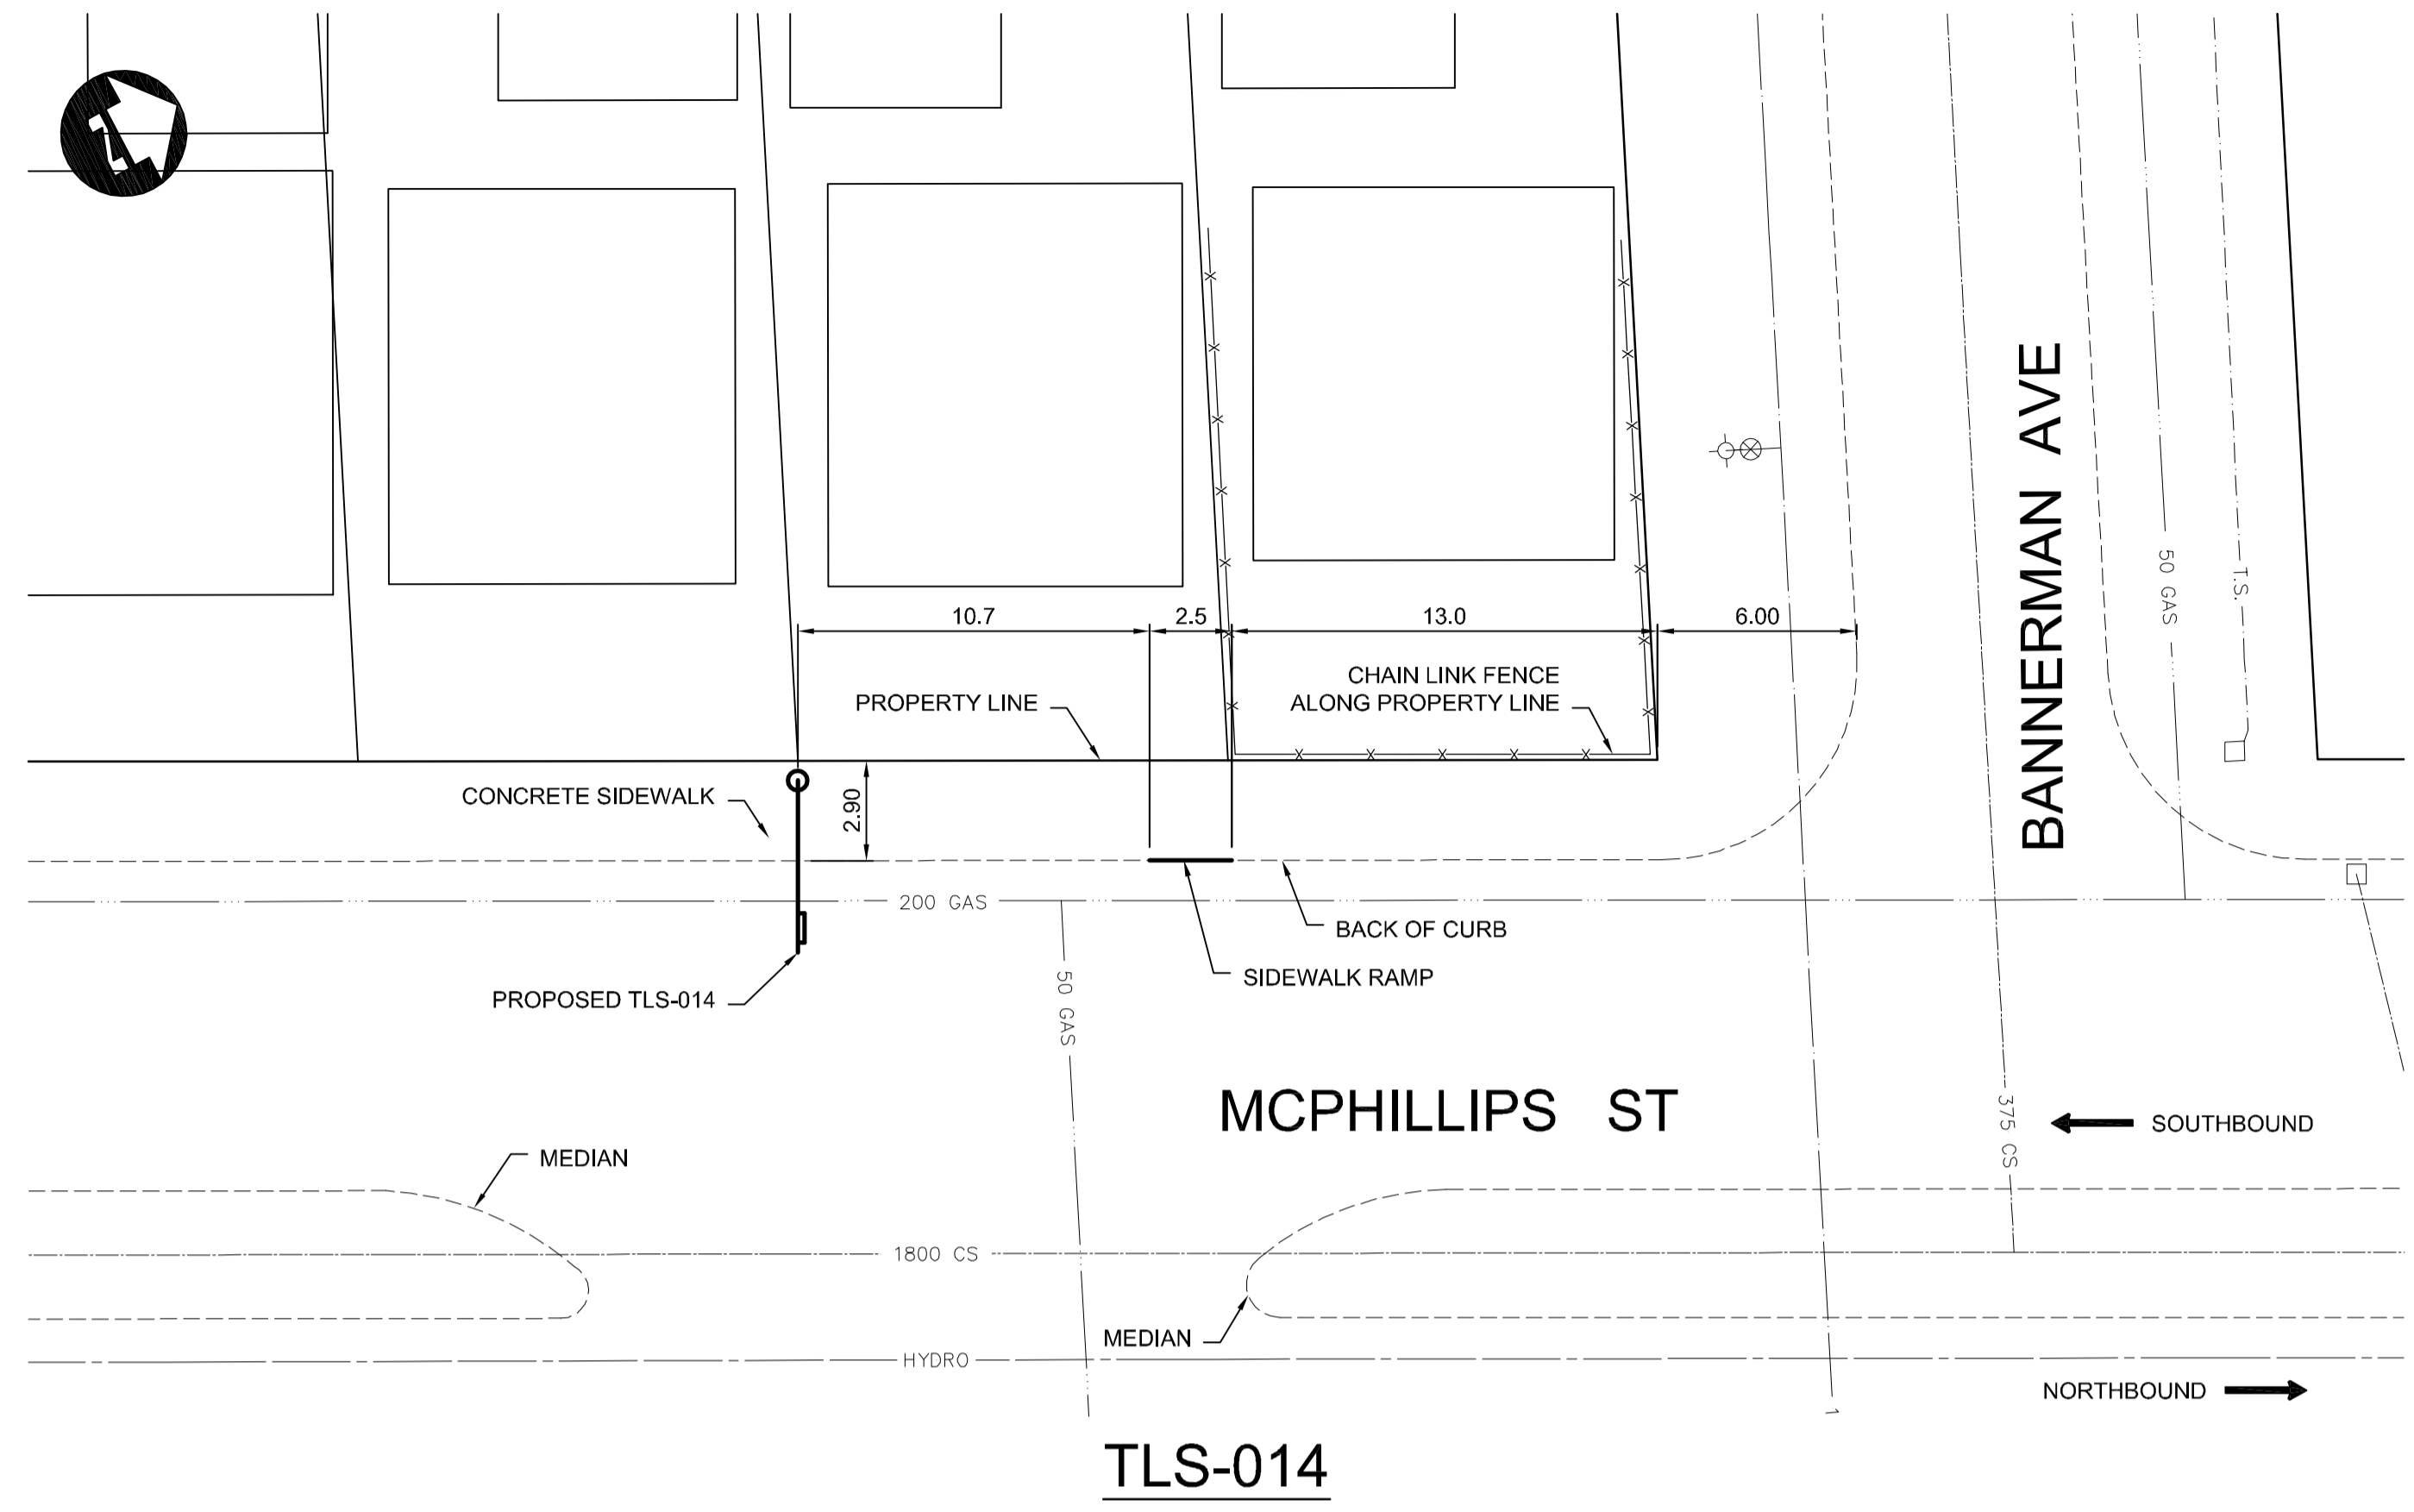 10.7
2.5
13.0
6.00
CHAIN LINK FENCE
ALONG PROPERTY LINE
PROPERTY LINE
CONCRETE SIDEWALK
2.90
BANNERMAN AVE
50 GAS
T.S.
200 GAS
BACK OF CURB
SIDEWALK RAMP
PROPOSED TLS-014
50 GAS
MCPHILLIPS ST
375 CS
SOUTHBOUND
MEDIAN
1800 CS
MEDIAN
HYDRO
NORTHBOUND
1
TLS-014